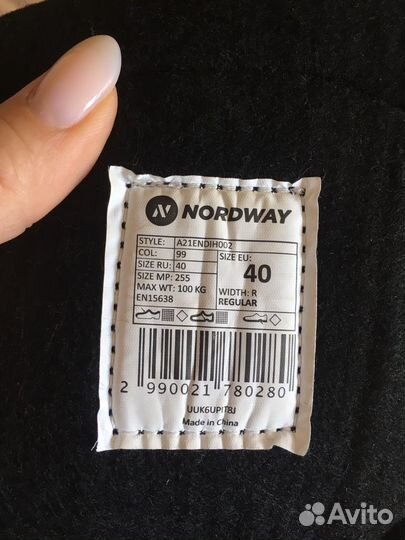 NORDWAY
STYLE: A21ENDIH002
COL: 99
SIZE RU: 40
SIZE MP: 255
MAX WT: 100 KG
EN15638
SIZE EU:
40
WIDTH: R
REGULAR
2 990021 780280
UUK6UPIT8J
Made in China
Avito